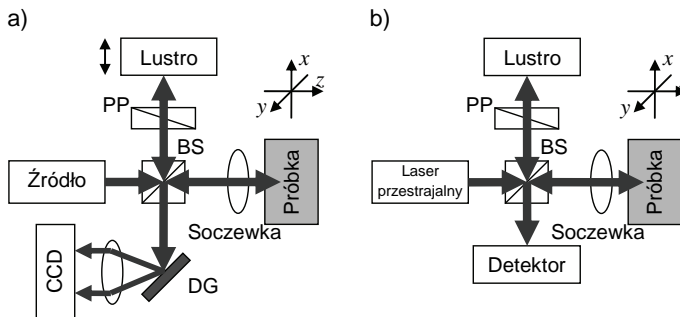 a)
Lustro
x
z
y
PP
BS
Źródło
Próbka
Soczewka
CCD
DG
b)
Lustro
x
y
PP
BS
Laser
przestrajalny
Próbka
Soczewka
Detektor